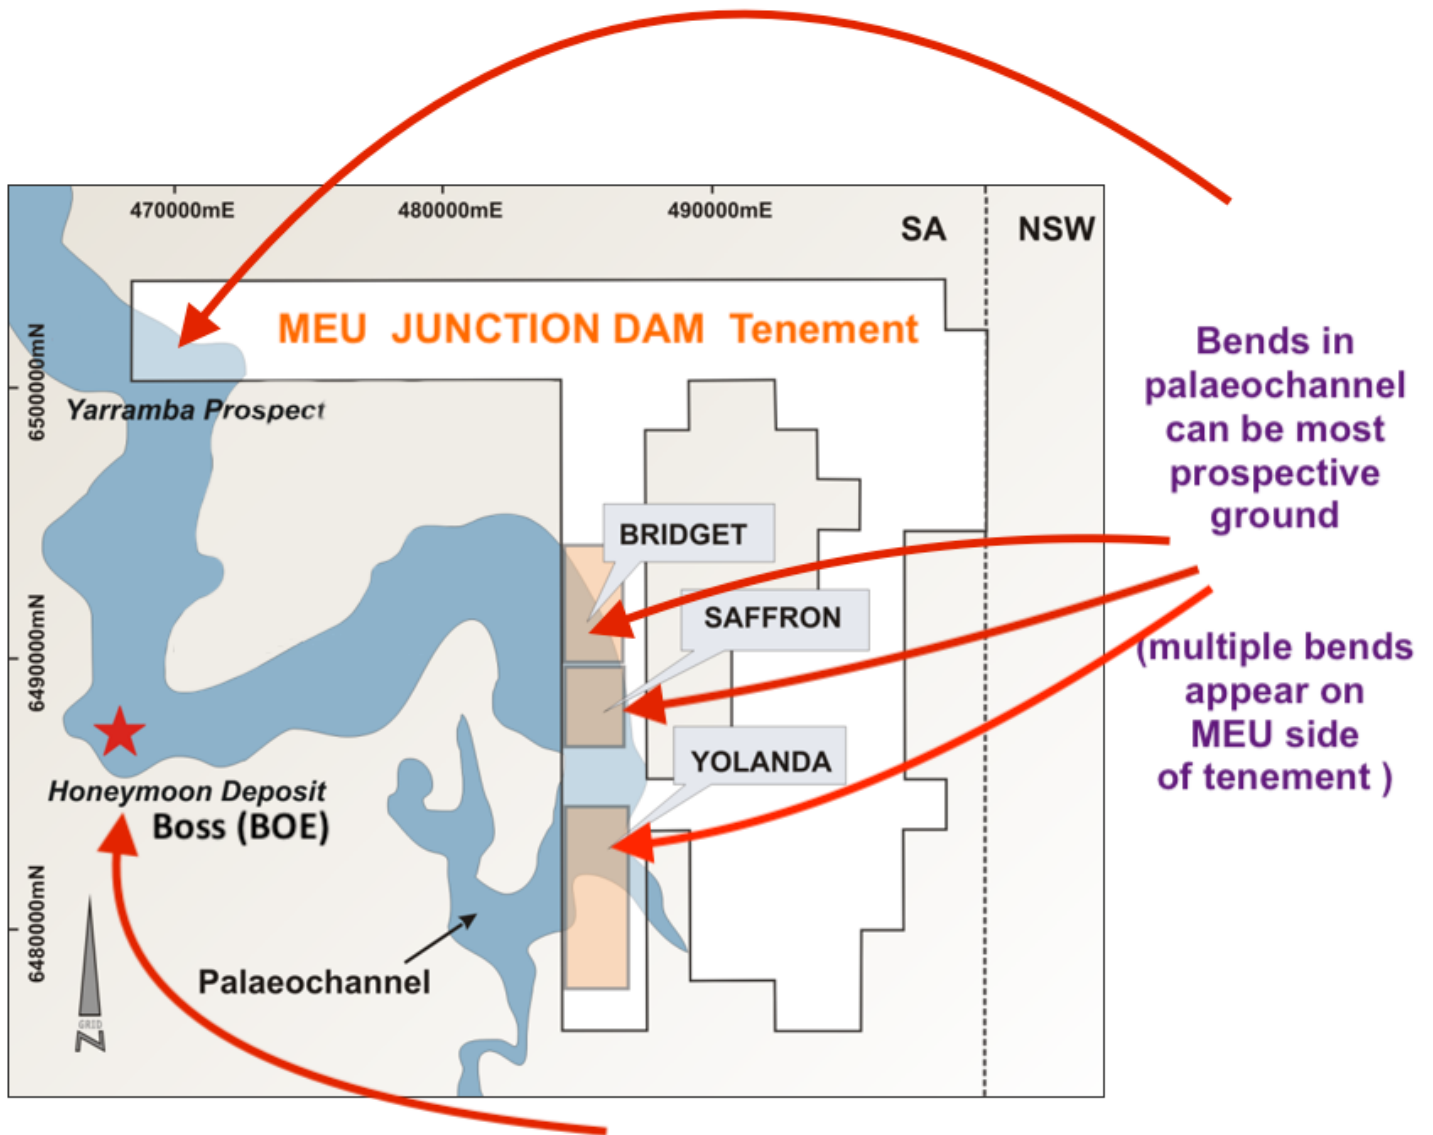 470000mE
480000mE
490000mE
SA
NSW
MEU JUNCTION DAM Tenement
6500000mN
Yarramba Prospect
Bends in
palaeochannel
can be most
prospective
ground
BRIDGET
SAFFRON
6490000mN
(multiple bends
appear on
MEU side
of tenement )
YOLANDA
Honeymoon Deposit
Boss (BOE)
6480000mN
Palaeochannel
GRID
N